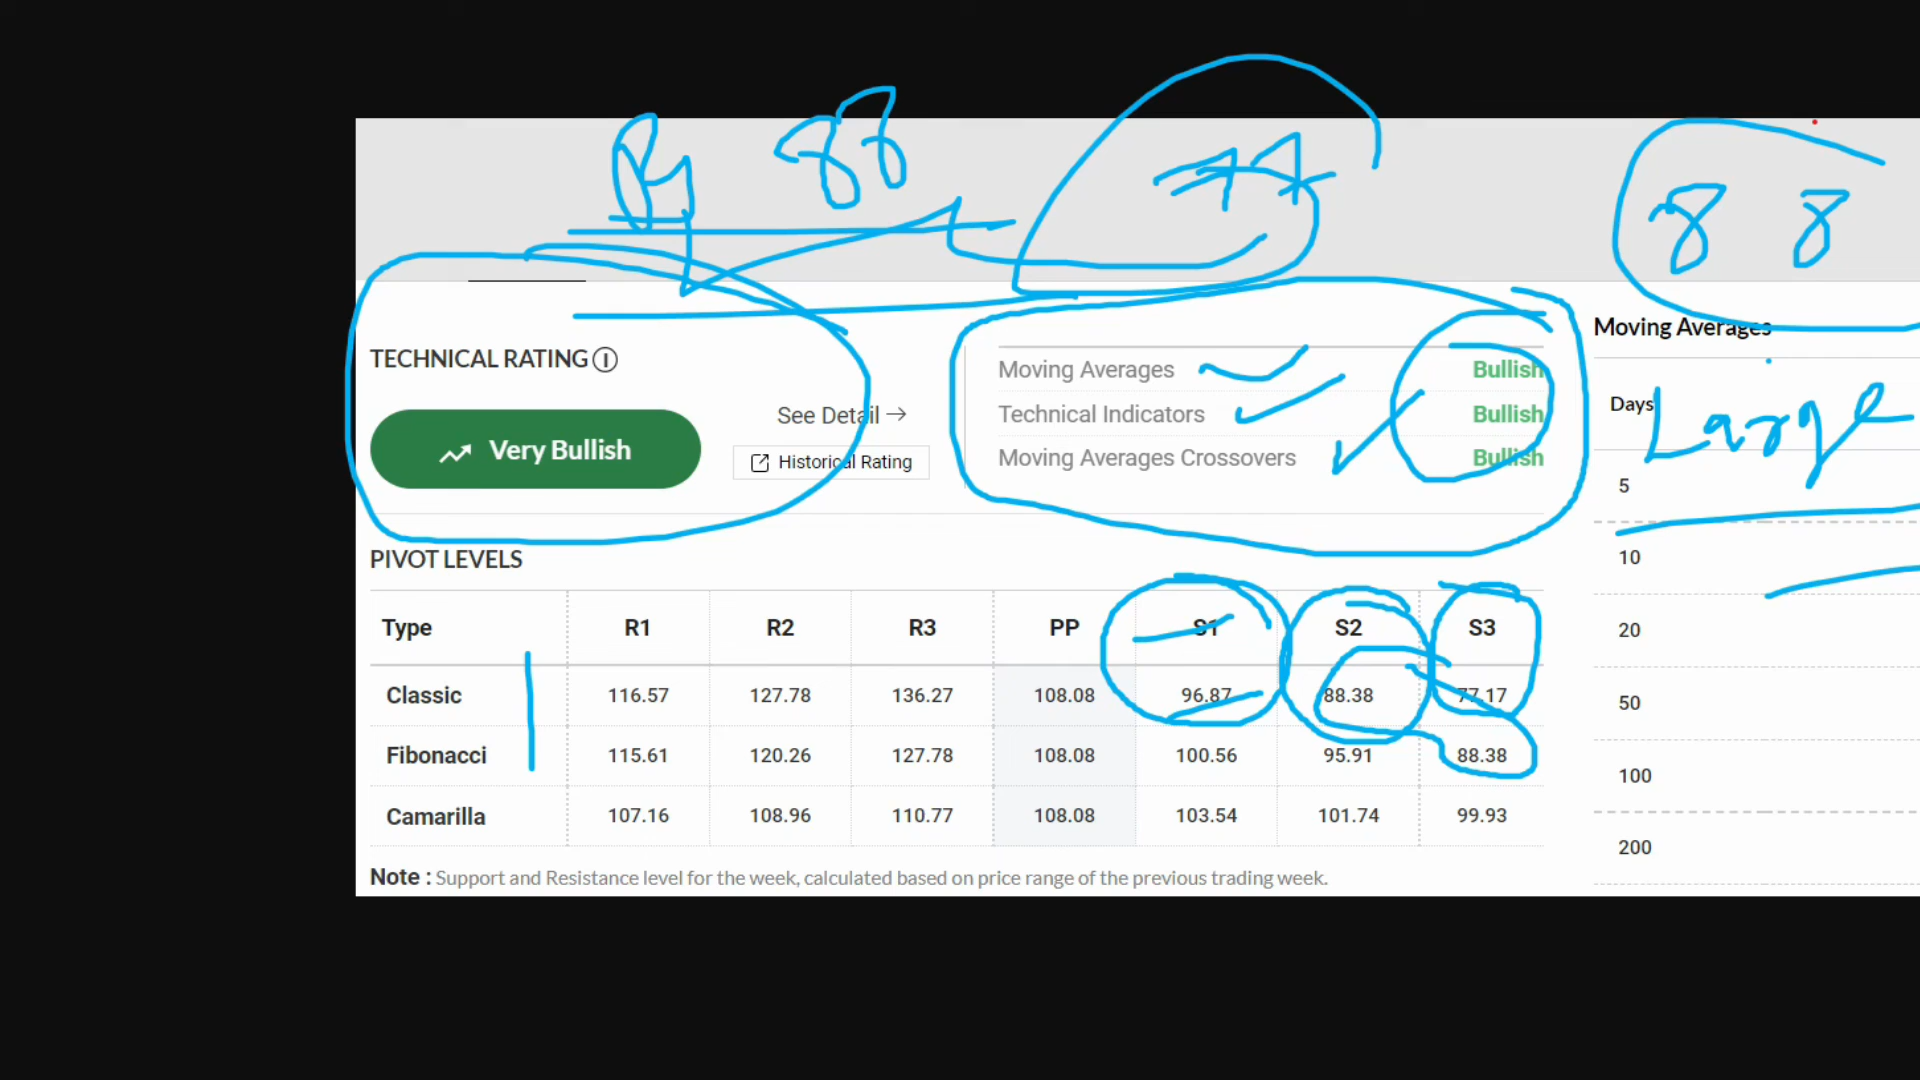 88
88
Moving Averages
Large
TECHNICAL RATING
Very Bullish
See Detail →
Historical Rating
Moving Averages Bullish
Technical Indicators Bullish
Moving Averages Crossovers Bullish
Days
5
10
20
50
100
200
PIVOT LEVELS
Type R1 R2 R3 PP S1 S2 S3
Classic 116.57 127.78 136.27 108.08 96.87 88.38 77.17
Fibonacci 115.61 120.26 127.78 108.08 100.56 95.91 88.38
Camarilla 107.16 108.96 110.77 108.08 103.54 101.74 99.93
Note : Support and Resistance level for the week, calculated based on price range of the previous trading week.